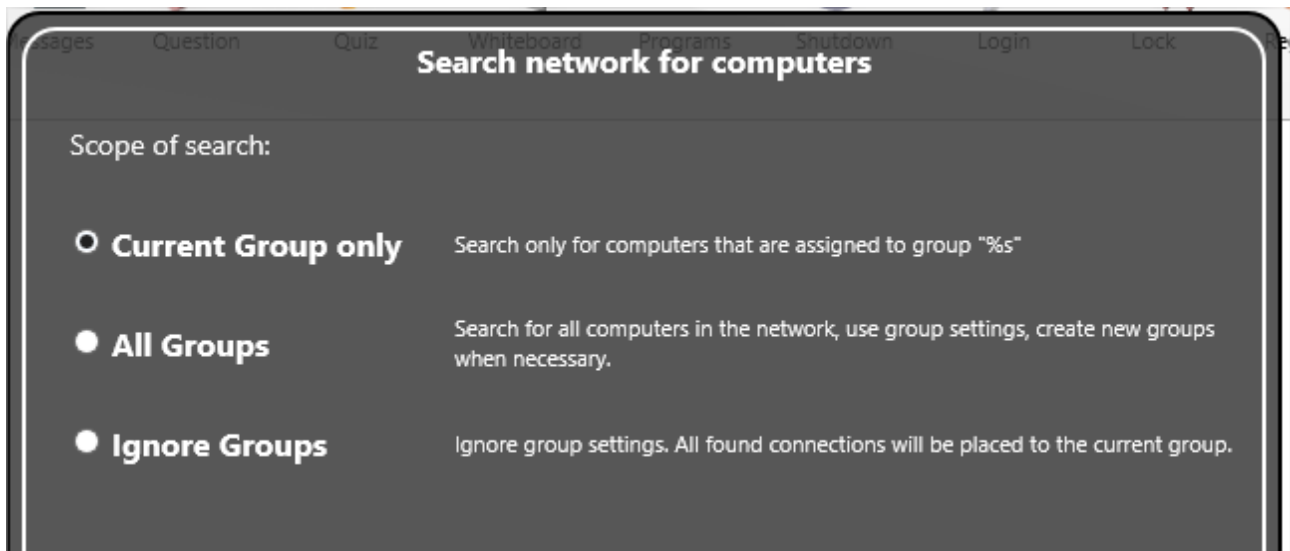 Messages Question Quiz Whiteboard Programs Shutdown Login Lock
Search network for computers
Scope of search:
Current Group only
Search only for computers that are assigned to group "%s"
All Groups
Search for all computers in the network, use group settings, create new groups
when necessary.
Ignore Groups
Ignore group settings. All found connections will be placed to the current group.